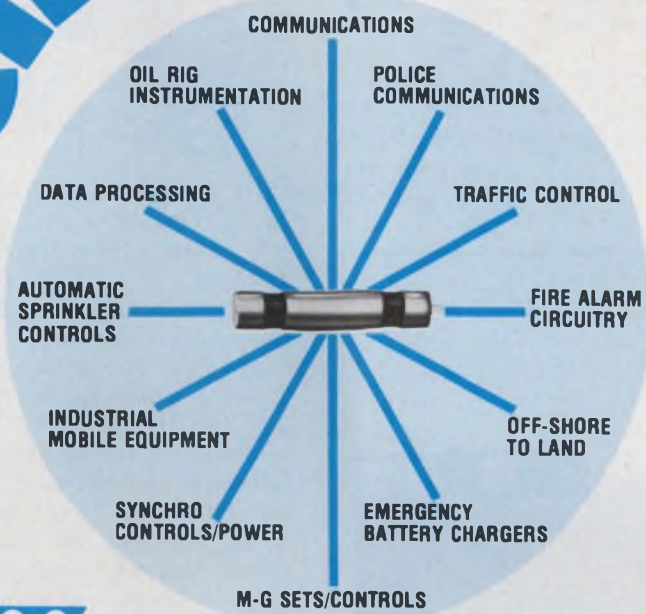 COMMUNICATIONS
OIL RIG
INSTRUMENTATION
POLICE
COMMUNICATIONS
DATA PROCESSING
TRAFFIC CONTROL
AUTOMATIC
SPRINKLER
CONTROLS
FIRE ALARM
CIRCUITRY
INDUSTRIAL
MOBILE EQUIPMENT
OFF-SHORE
TO LAND
SYNCHRO
CONTROLS/POWER
EMERGENCY
BATTERY CHARGERS
M-G SETS/CONTROLS